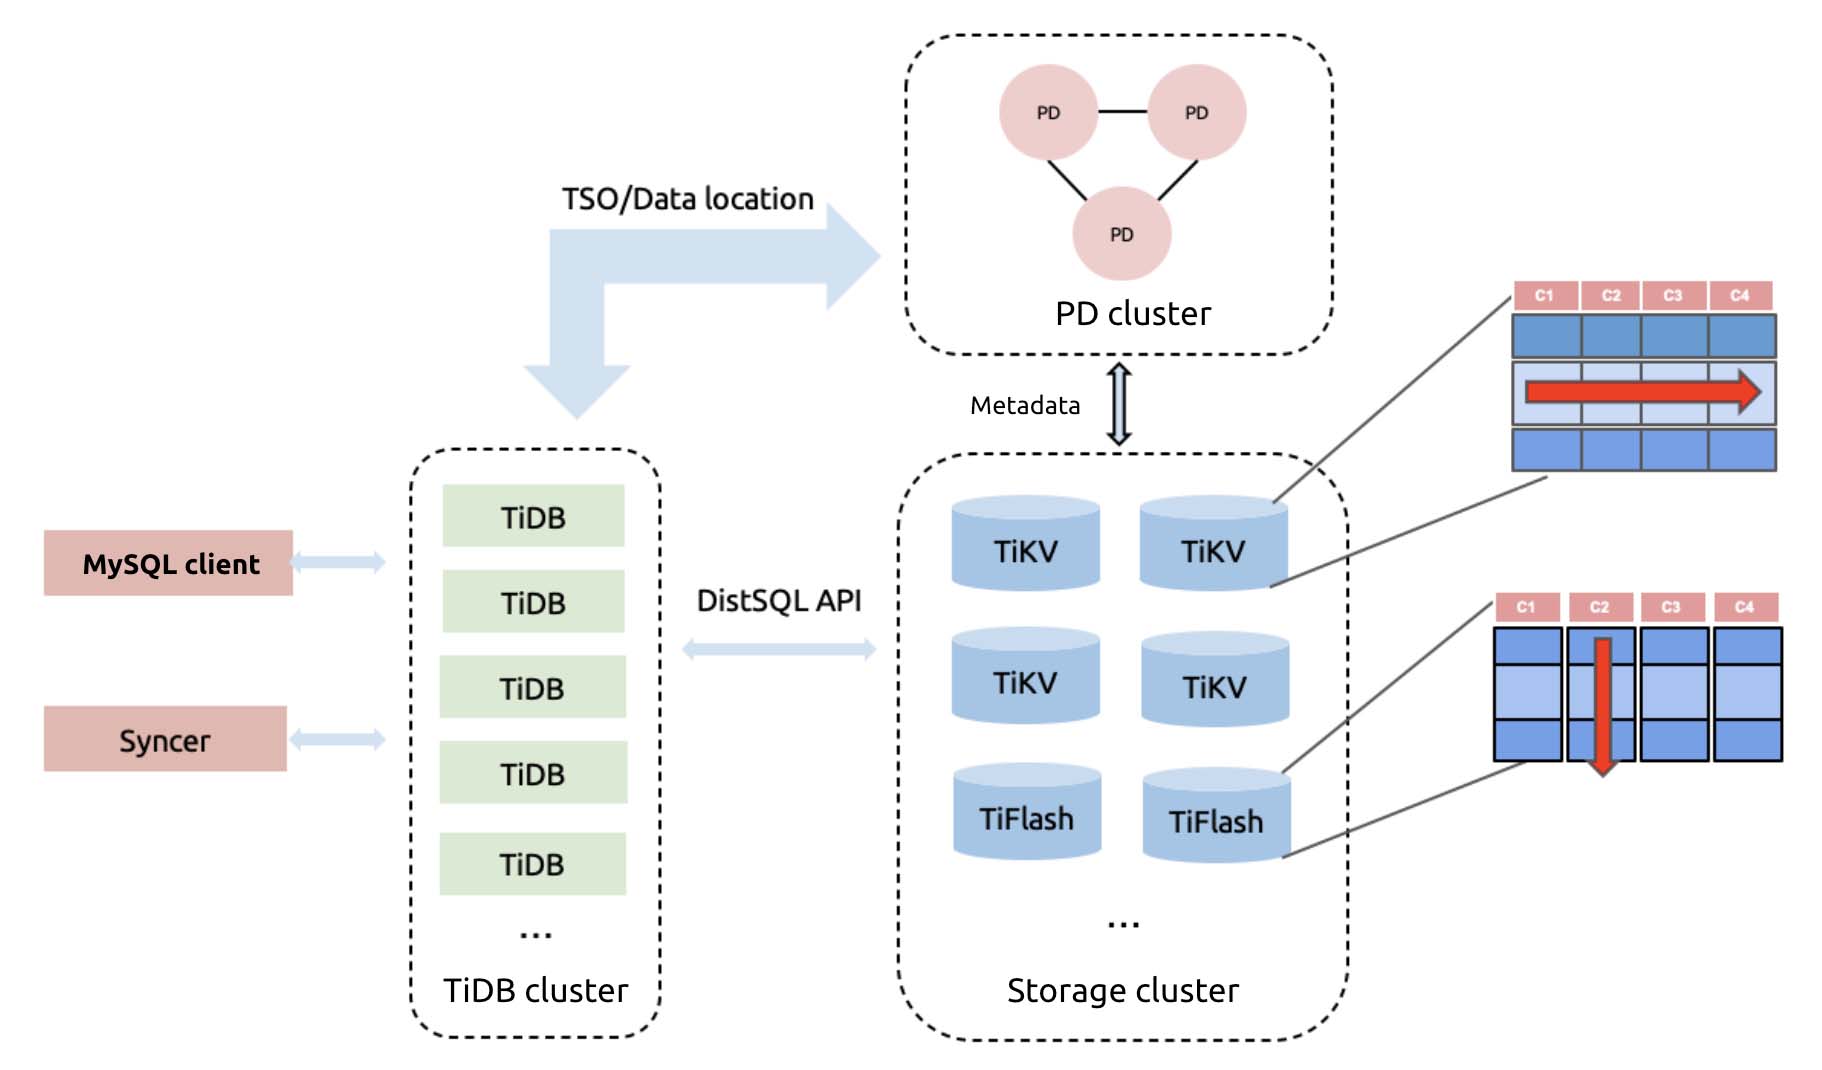 PD
PD
PD
PD cluster
TSO/Data location
Metadata
MySQL client
Syncer
TiDB
TiDB
TiDB
TiDB
TiDB
...
TiDB cluster
DistSQL API
TiKV
TiKV
TiKV
TiKV
TiFlash
TiFlash
...
Storage cluster
C1 C2 C3 C4
C1 C2 C3 C4